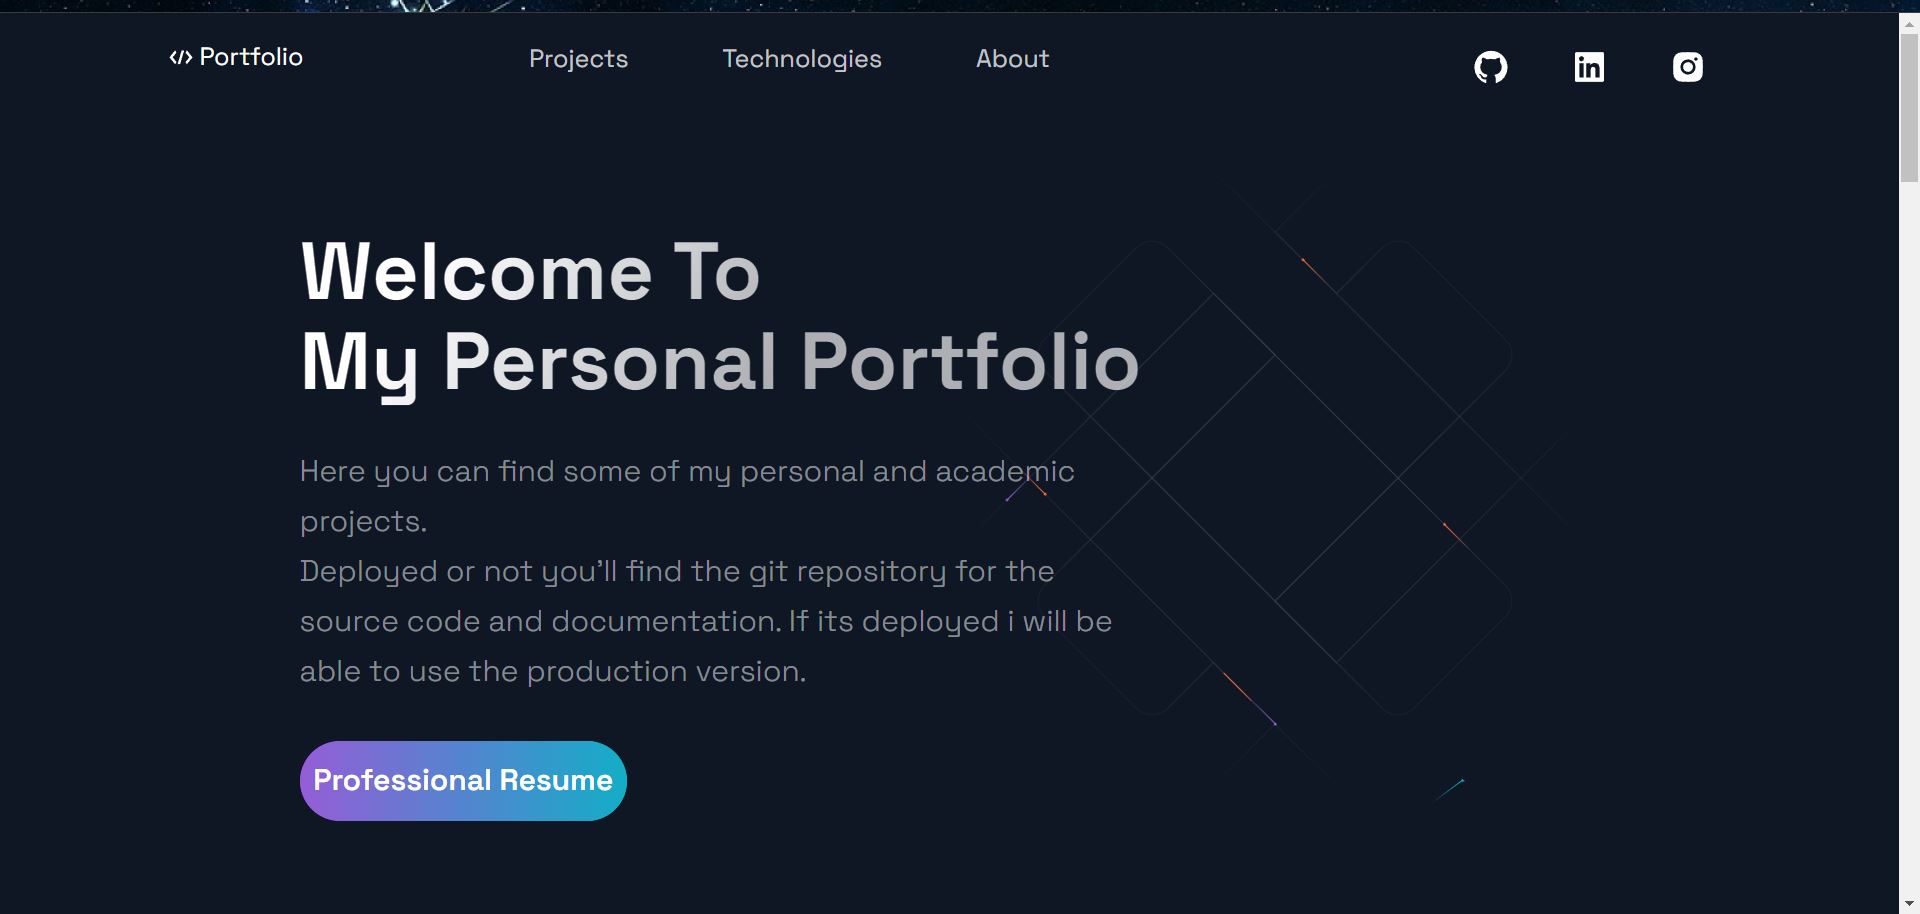 </> Portfolio
Projects
Technologies
About
in
Welcome To
My Personal Portfolio
Here you can find some of my personal and academic
projects.
Deployed or not you'll find the git repository for the
source code and documentation. If its deployed i will be
able to use the production version.
Professional Resume